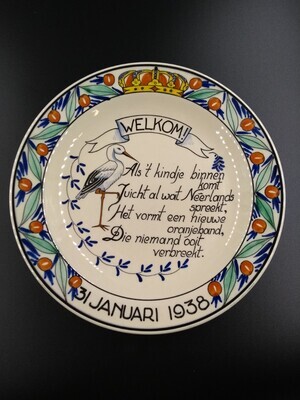 WELKOM!
Als 't kindje binnen
komt
Juicht al wat Neerlands
spreekt,
Het vormt een nieuwe
oranjeband,
Die niemand ooit
verbreekt.
31 JANUARI 1938